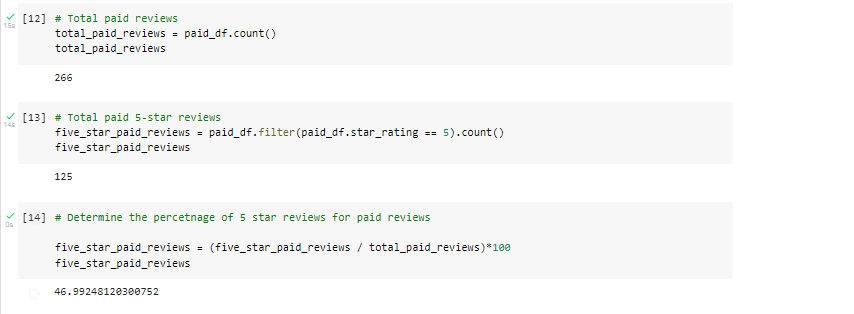 [12] # Total paid reviews
15s
total_paid_reviews = paid_df.count()
total_paid_reviews
266
[13] # Total paid 5-star reviews
14s
five_star_paid_reviews = paid_df.filter(paid_df.star_rating == 5).count()
five_star_paid_reviews
125
[14] # Determine the percetnage of 5 star reviews for paid reviews
0s
five_star_paid_reviews = (five_star_paid_reviews / total_paid_reviews)*100
five_star_paid_reviews
46.99248120300752